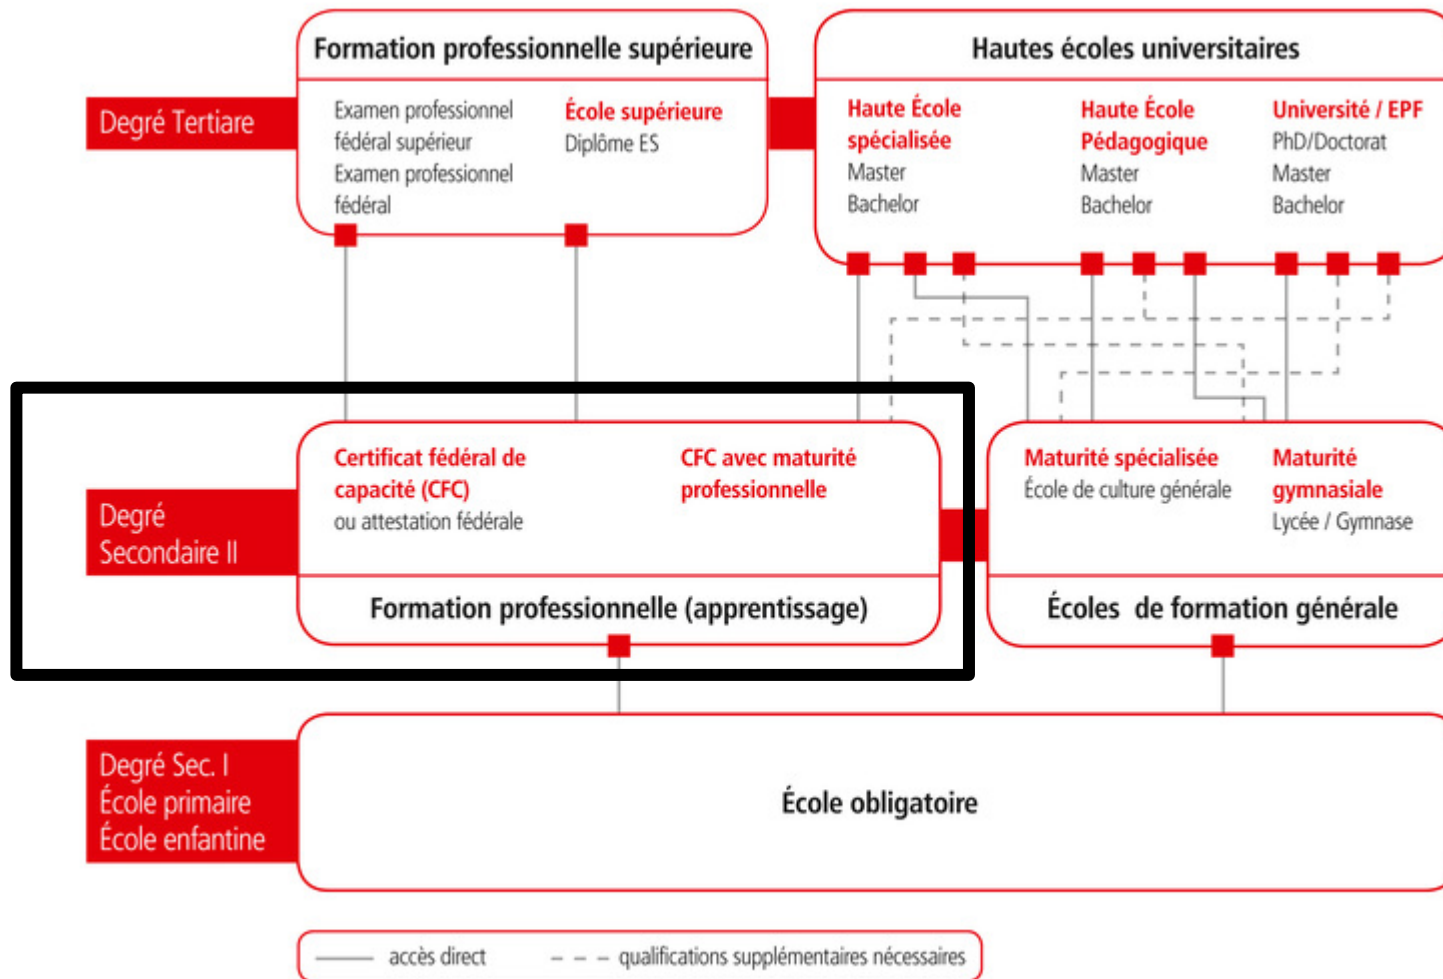 Formation professionnelle supérieure
Hautes écoles universitaires
Degré Tertiare
Examen professionnel
fédéral supérieur
Examen professionnel
fédéral
École supérieure
Diplôme ES
Haute École
spécialisée
Master
Bachelor
Haute École
Pédagogique
Master
Bachelor
Université / EPF
PhD/Doctorat
Master
Bachelor
Degré
Secondaire II
Certificat fédéral de
capacité (CFC)
ou attestation fédérale
CFC avec maturité
professionnelle
Formation professionnelle (apprentissage)
Maturité spécialisée
École de culture générale
Maturité
gymnasiale
Lycée / Gymnase
Écoles de formation générale
Degré Sec. I
École primaire
École enfantine
École obligatoire
accès direct
qualifications supplémentaires nécessaires